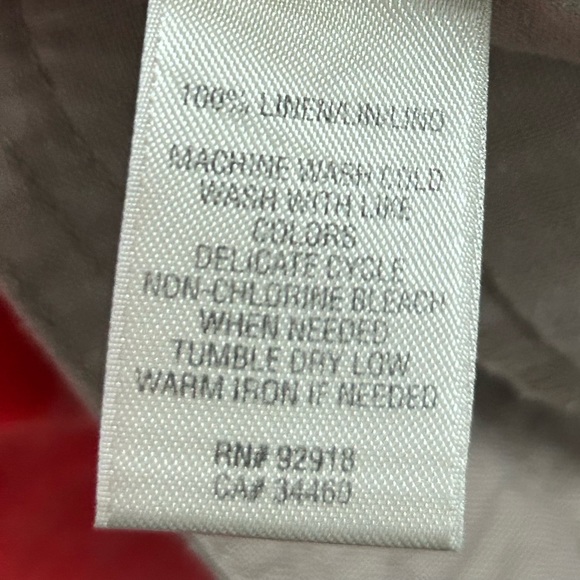 100% LINEN/LIN/LINO
MACHINE WASH COLD
WASH WITH LIKE
COLORS
DELICATE CYCLE
NON-CHLORINE BLEACH
WHEN NEEDED
TUMBLE DRY LOW
WARM IRON IF NEEDED
RN# 92918
CA# 34460